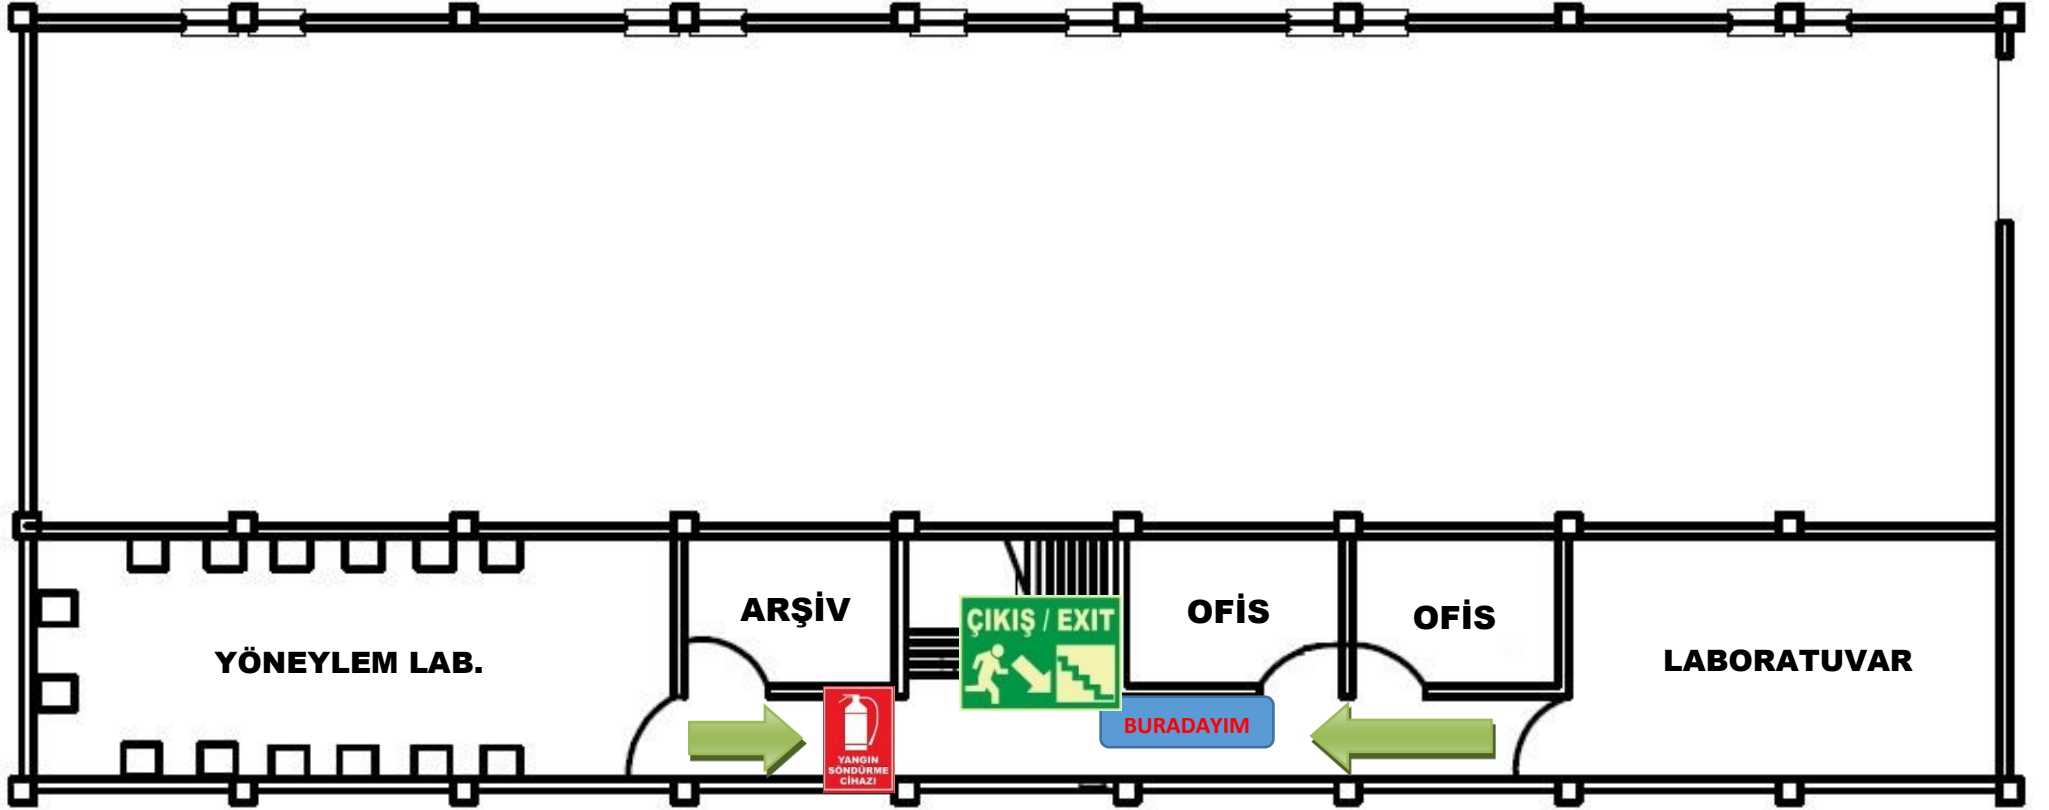 ARŞİV
ÇIKIŞ / EXIT
OFİS
OFİS
YÖNEYLEM LAB.
LABORATUVAR
BURADAYIM
YANGIN
SÖNDÜRME
CİHAZI